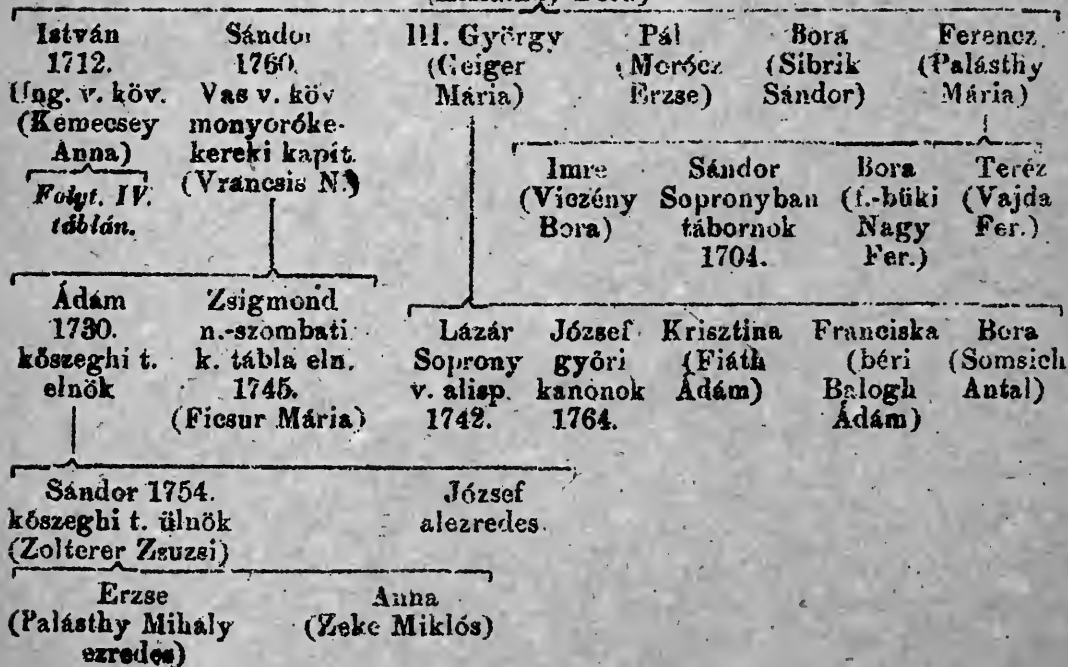 István Sándor III. György Pál Bora Ferencz
1712. 1760. (Geiger (Morócz (Sibrik (Palásthy
Ung. v. köv. Vas v. köv Mária) Erzse) Sándor) Mária)
(Kemecsey monyoróke-
Anna) kereki kapit. Imre Sándor Bora Teréz
Folyt. IV. (Vrancsis N.) (Viczény Sopronyban (f.-büki (Vajda
táblán. Bora) tábornok Nagy Fer.)
1704. Fer.)
Ádám Zsigmond
1730. n.-szombati Lázár József Krisztina Franciska Bora
kőszeghi t. k. tábla eln. Soprony győri (Fiáth (béri (Somsich
elnök 1745. v. alisp. kanonok Ádám) Balogh Antal)
(Ficsur Mária) 1742. 1764. Ádám)
Sándor 1754. József
kőszeghi t. ülnök alezredes.
(Zolterer Zsuzsi)
Erzse Anna
(Palásthy Mihály (Zeke Miklós)
ezredes)